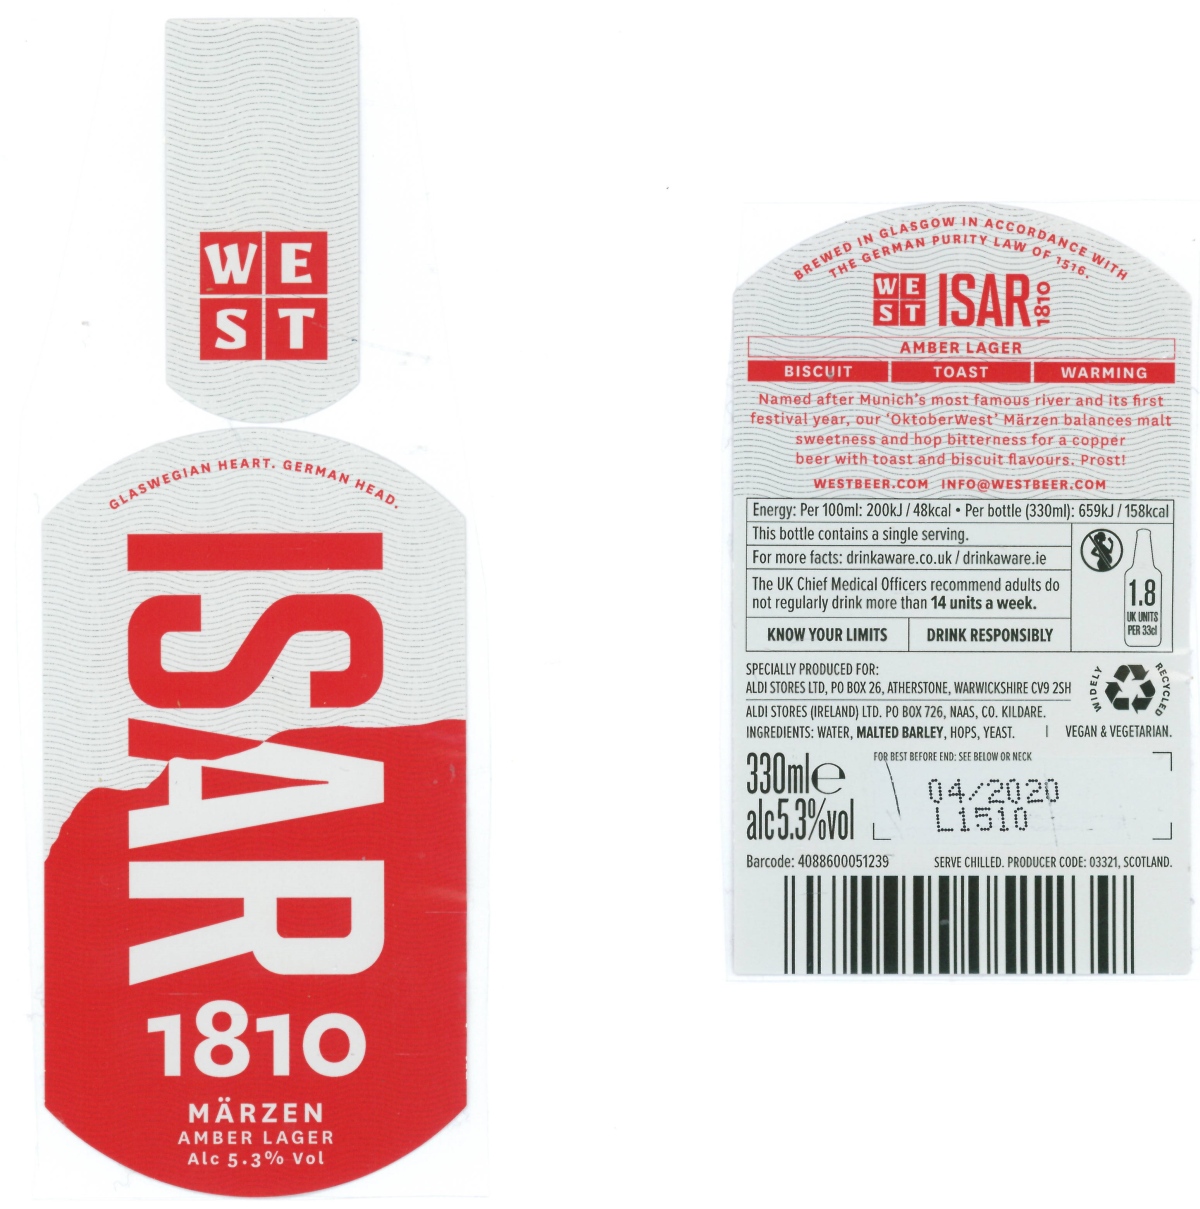 WE
ST
GLASWEGIAN HEART. GERMAN HEAD.
ISAR
1810
MÄRZEN
AMBER LAGER
Alc 5.3% Vol
BREWED IN GLASGOW IN ACCORDANCE WITH
THE GERMAN PURITY LAW OF 1516.
WE
ST
ISAR 1810
AMBER LAGER
BISCUIT TOAST WARMING
Named after Munich's most famous river and its first
festival year, our 'OktoberWest' Märzen balances malt
sweetness and hop bitterness for a copper
beer with toast and biscuit flavours. Prost!
WESTBEER.COM INFO@WESTBEER.COM
Energy: Per 100ml: 200kJ / 48kcal • Per bottle (330ml): 659kJ / 158kcal
This bottle contains a single serving.
For more facts: drinkaware.co.uk / drinkaware.ie
The UK Chief Medical Officers recommend adults do
not regularly drink more than 14 units a week.
KNOW YOUR LIMITS DRINK RESPONSIBLY
1.8
UK UNITS
PER 33cl
SPECIALLY PRODUCED FOR:
ALDI STORES LTD, PO BOX 26, ATHERSTONE, WARWICKSHIRE CV9 2SH
ALDI STORES (IRELAND) LTD. PO BOX 726, NAAS, CO. KILDARE.
WIDELY RECYCLED
INGREDIENTS: WATER, MALTED BARLEY, HOPS, YEAST. | VEGAN & VEGETARIAN.
330ml℮
alc5.3%vol
FOR BEST BEFORE END: SEE BELOW OR NECK
04/2020
L1510
Barcode: 4088600051239 SERVE CHILLED. PRODUCER CODE: 03321, SCOTLAND.